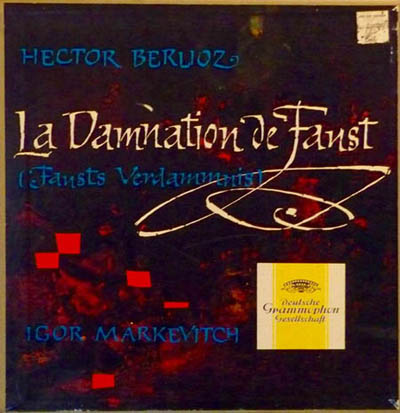 HECTOR BERLIOZ
La Damnation de Faust
(Fausts Verdammnis)
IGOR MARKEVITCH
Deutsche
Grammophon
Gesellschaft